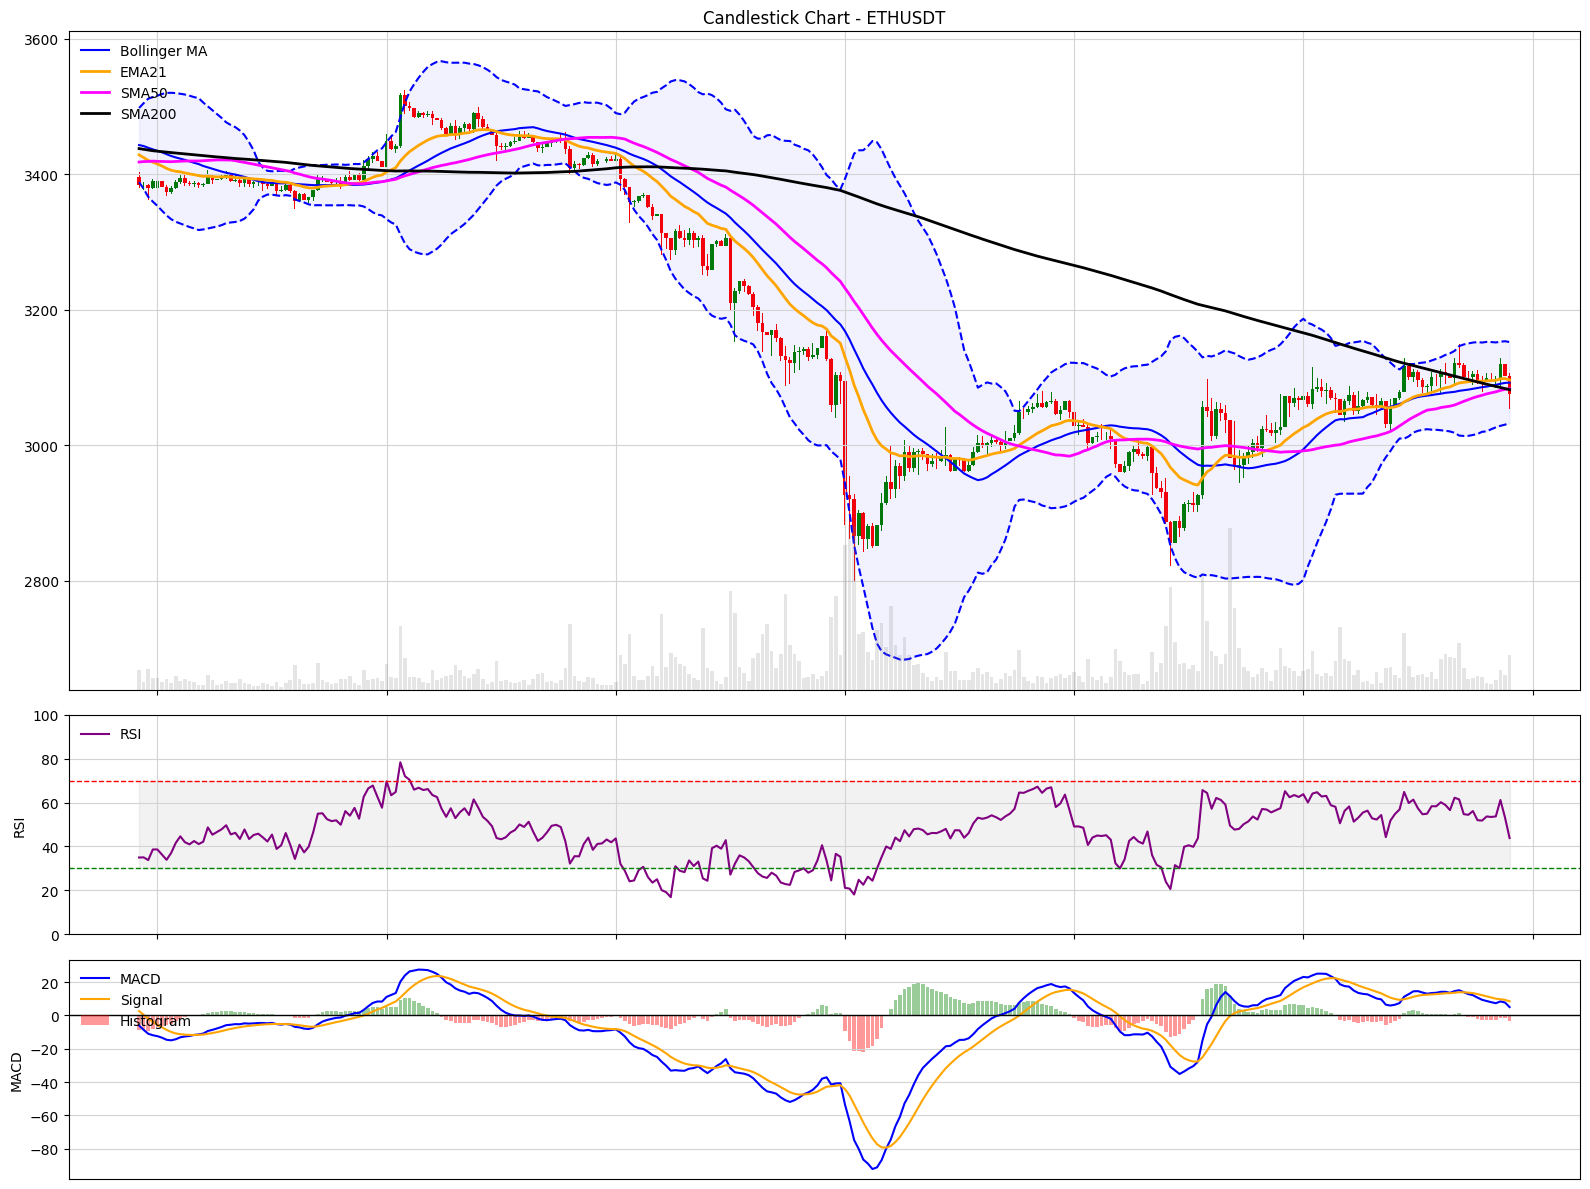 Candlestick Chart - ETHUSDT
3600
3400
3200
3000
2800
Bollinger MA
EMA21
SMA50
SMA200
100
80
60
40
20
0
RSI
RSI
20
0
−20
−40
−60
−80
MACD
MACD
Signal
Histogram